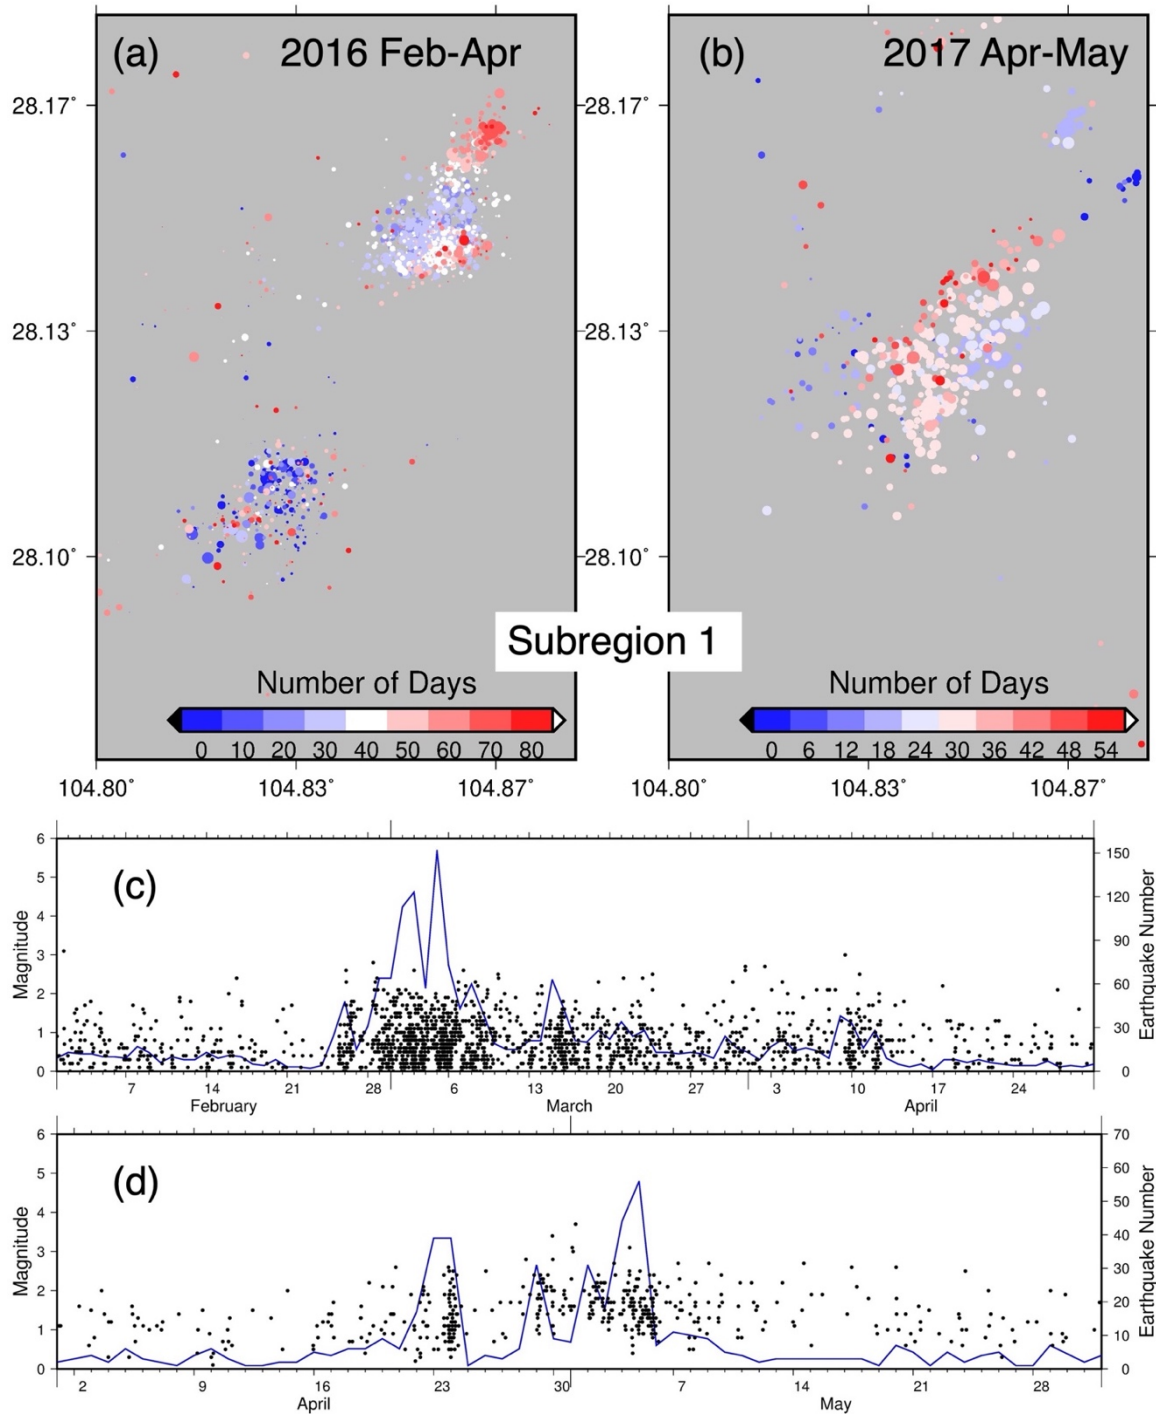 (a) 2016 Feb-Apr
(b) 2017 Apr-May
28.17° 28.17°
28.13° 28.13°
28.10° 28.10°
Subregion 1
Number of Days
0 10 20 30 40 50 60 70 80
Number of Days
0 6 12 18 24 30 36 42 48 54
104.80° 104.83° 104.87°
104.80° 104.83° 104.87°
(c)
Magnitude
6
5
4
3
2
1
0
150
120
90
60
30
0
Earthquake Number
7 14 21 28 6 13 20 27 3 10 17 24
February March April
(d)
Magnitude
6
5
4
3
2
1
0
70
60
50
40
30
20
10
0
Earthquake Number
2 9 16 23 30 7 14 21 28
April May